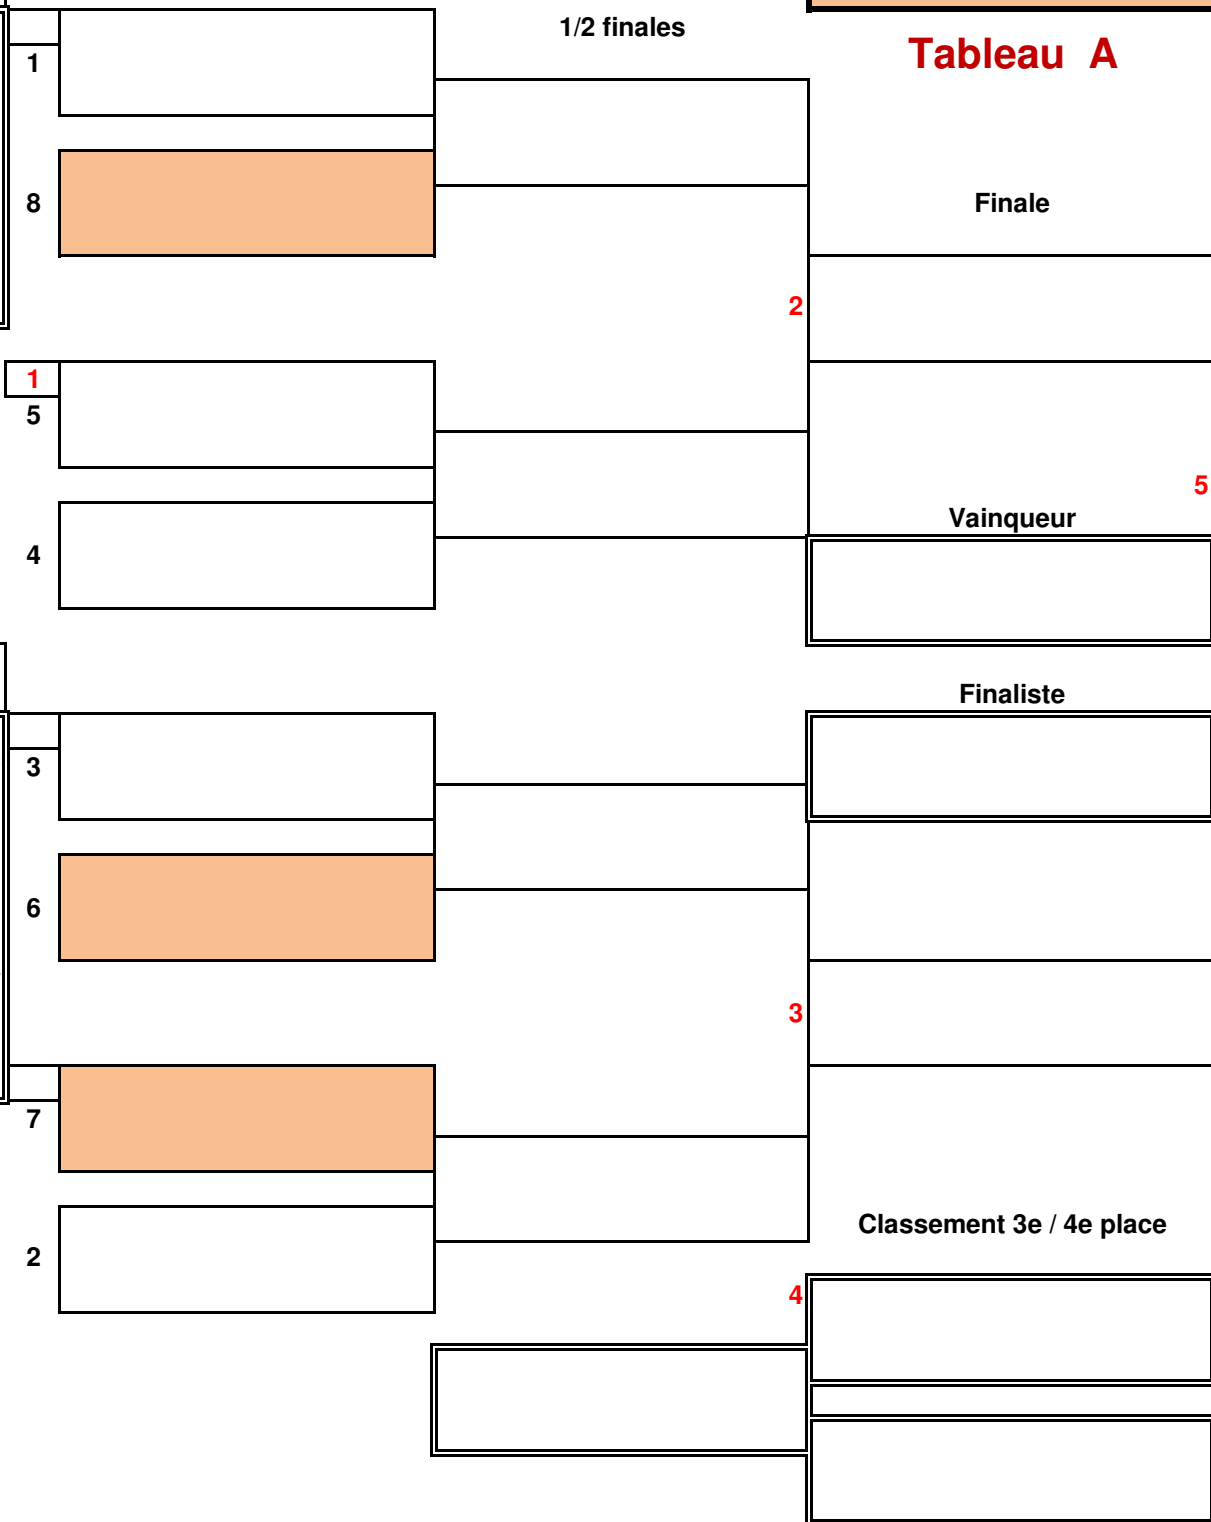 1/2 finales
Tableau A
1
8
Finale
2
1
5
5
Vainqueur
4
Finaliste
3
6
3
7
Classement 3e / 4e place
2
4